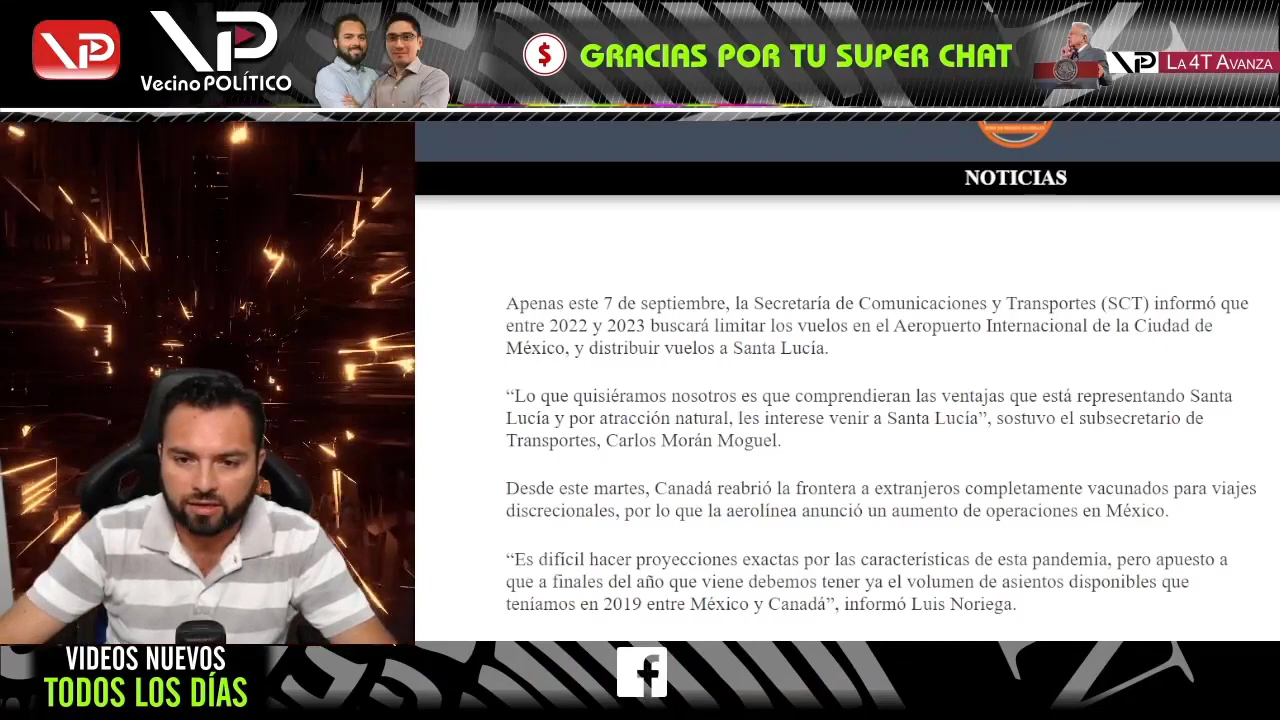 VP
VP
Vecino POLÍTICO
$ GRACIAS POR TU SUPER CHAT
VP LA 4T AVANZA
NOTICIAS
Apenas este 7 de septiembre, la Secretaría de Comunicaciones y Transportes (SCT) informó que
entre 2022 y 2023 buscará limitar los vuelos en el Aeropuerto Internacional de la Ciudad de
México, y distribuir vuelos a Santa Lucía.
“Lo que quisiéramos nosotros es que comprendieran las ventajas que está representando Santa
Lucía y por atracción natural, les interese venir a Santa Lucía”, sostuvo el subsecretario de
Transportes, Carlos Morán Moguel.
Desde este martes, Canadá reabrió la frontera a extranjeros completamente vacunados para viajes
discrecionales, por lo que la aerolínea anunció un aumento de operaciones en México.
“Es difícil hacer proyecciones exactas por las características de esta pandemia, pero apuesto a
que a finales del año que viene debemos tener ya el volumen de asientos disponibles que
teníamos en 2019 entre México y Canadá”, informó Luis Noriega.
VIDEOS NUEVOS
TODOS LOS DÍAS